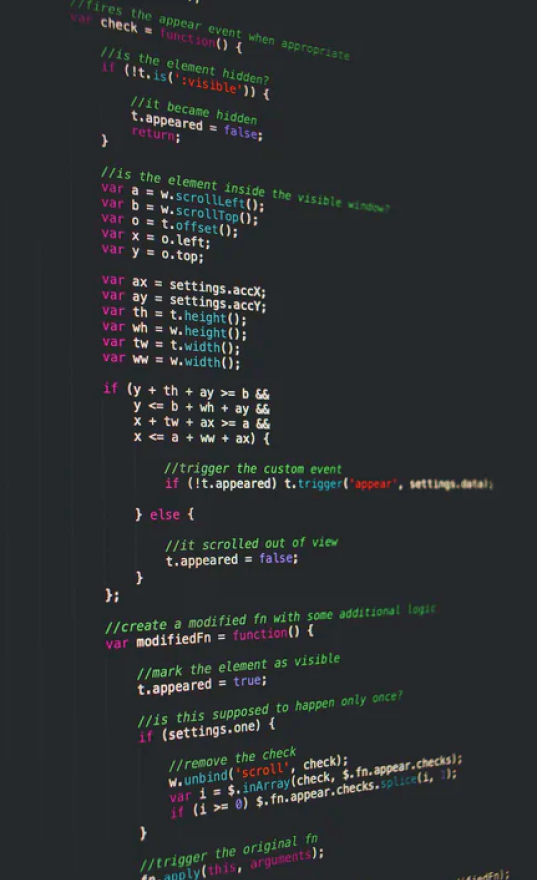 //fires the appear event when appropriate
var check = function() {
//is the element hidden?
if (!t.is(':visible')) {
//it became hidden
t.appeared = false;
return;
}
//is the element inside the visible window?
var a = w.scrollLeft();
var b = w.scrollTop();
var o = t.offset();
var x = o.left;
var y = o.top;
var ax = settings.accX;
var ay = settings.accY;
var th = t.height();
var wh = w.height();
var tw = t.width();
var ww = w.width();
if (y + th + ay >= b &&
y <= b + wh + ay &&
x + tw + ax >= a &&
x <= a + ww + ax) {
//trigger the custom event
if (!t.appeared) t.trigger('appear', settings.data);
} else {
//it scrolled out of view
t.appeared = false;
}
};
//create a modified fn with some additional logic
var modifiedFn = function() {
//mark the element as visible
t.appeared = true;
//is this supposed to happen only once?
if (settings.one) {
//remove the check
w.unbind('scroll', check);
var i = $.inArray(check, $.fn.appear.checks);
if (i >= 0) $.fn.appear.checks.splice(i, 1);
}
//trigger the original fn
fn.apply(this, arguments);